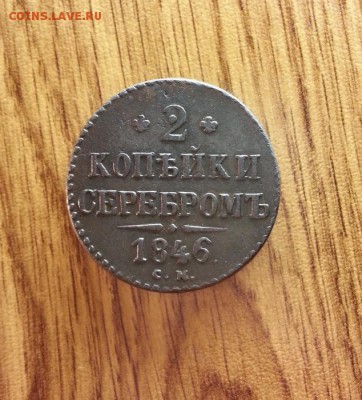 COINS.LAVE.RU
2
КОПѢЙКИ
СЕРЕБРОМЪ
1846.
С. М.